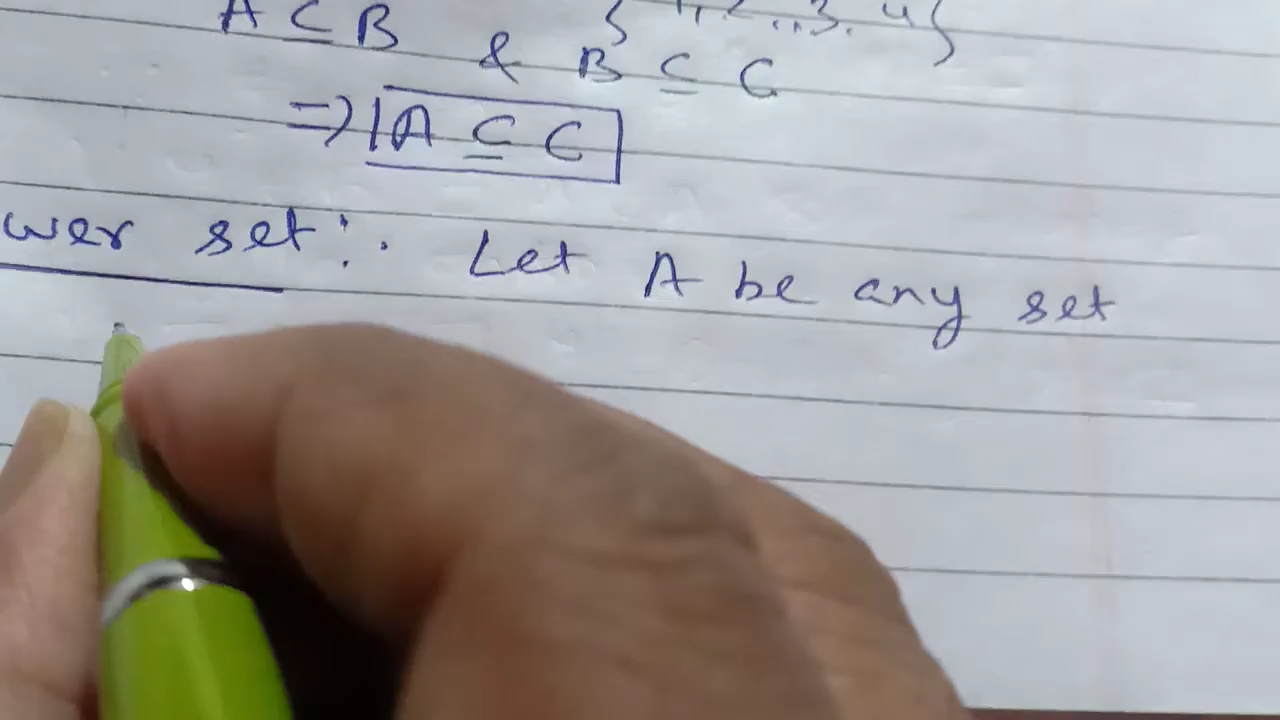 A ⊆ B
& B ⊆ C
⇒ A ⊆ C
wer set :. Let A be any set